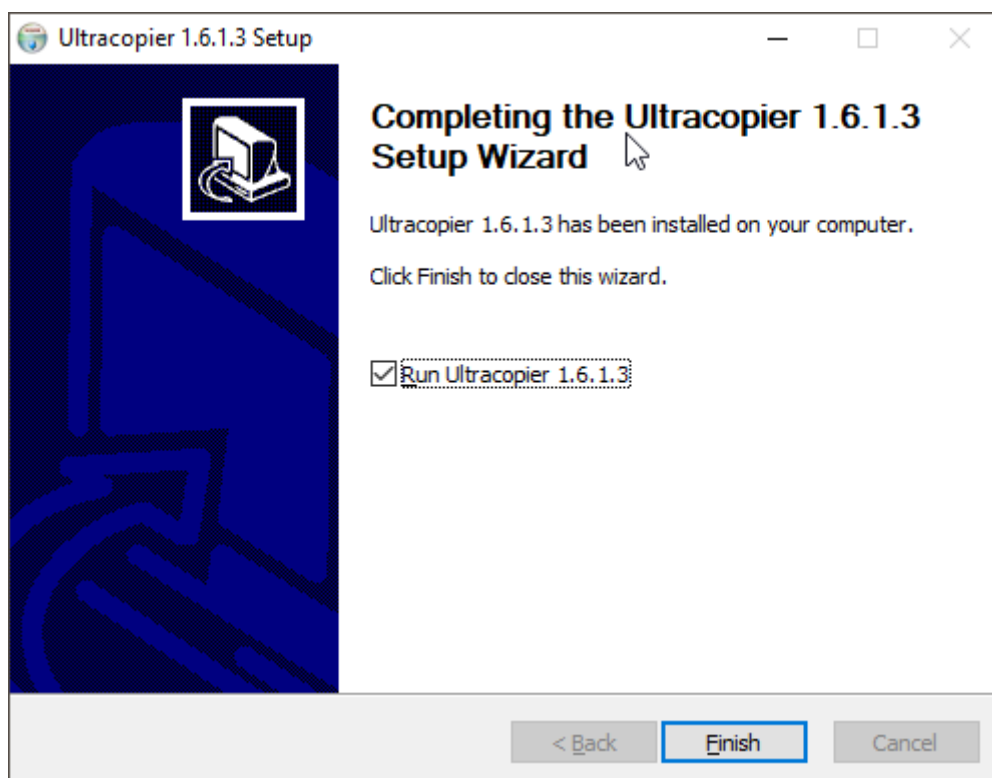 Ultracopier 1.6.1.3 Setup
Completing the Ultracopier 1.6.1.3
Setup Wizard
Ultracopier 1.6.1.3 has been installed on your computer.
Click Finish to close this wizard.
Run Ultracopier 1.6.1.3
< Back Finish Cancel